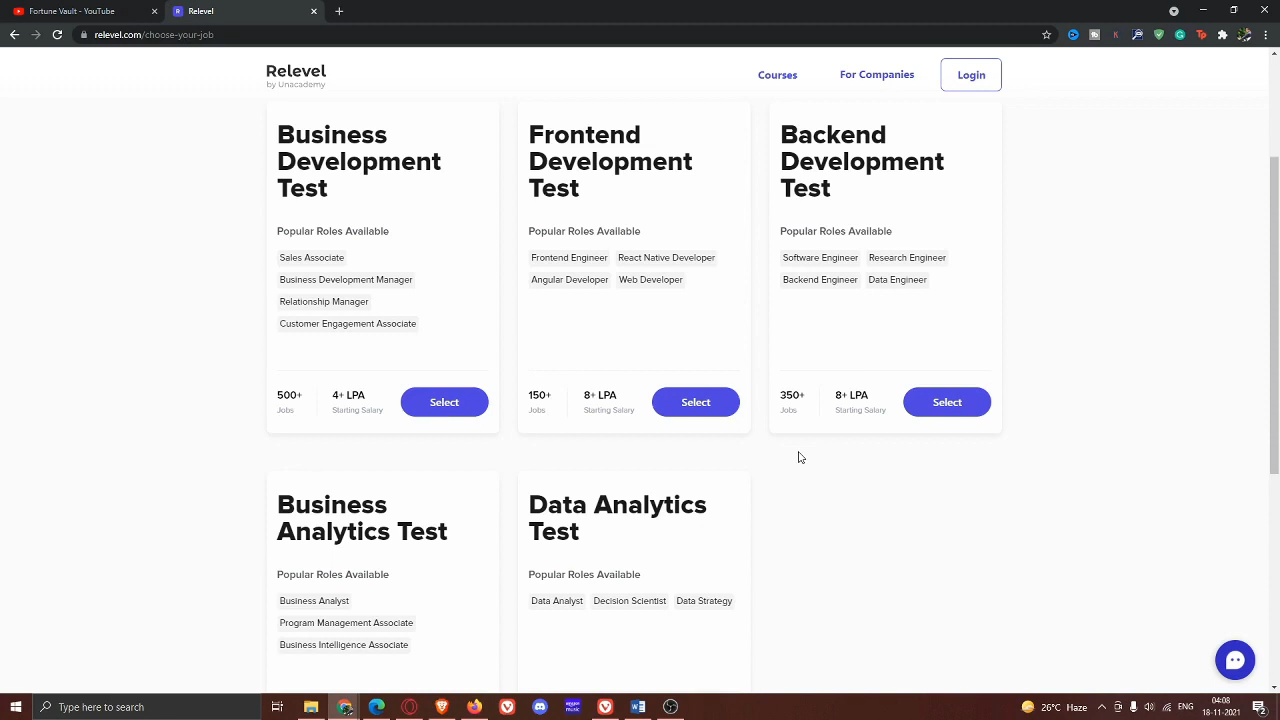 Fortune Vault - YouTube
Relevel
relevel.com/choose-your-job
Relevel
by Unacademy
Courses
For Companies
Login
Business
Development
Test
Popular Roles Available
Sales Associate
Business Development Manager
Relationship Manager
Customer Engagement Associate
500+
Jobs
4+ LPA
Starting Salary
Select
Frontend
Development
Test
Popular Roles Available
Frontend Engineer React Native Developer
Angular Developer Web Developer
150+
Jobs
8+ LPA
Starting Salary
Select
Backend
Development
Test
Popular Roles Available
Software Engineer Research Engineer
Backend Engineer Data Engineer
350+
Jobs
8+ LPA
Starting Salary
Select
Business
Analytics Test
Popular Roles Available
Business Analyst
Program Management Associate
Business Intelligence Associate
Data Analytics
Test
Popular Roles Available
Data Analyst Decision Scientist Data Strategy
Type here to search
26°C Haze
ENG
04:08
18-11-2021